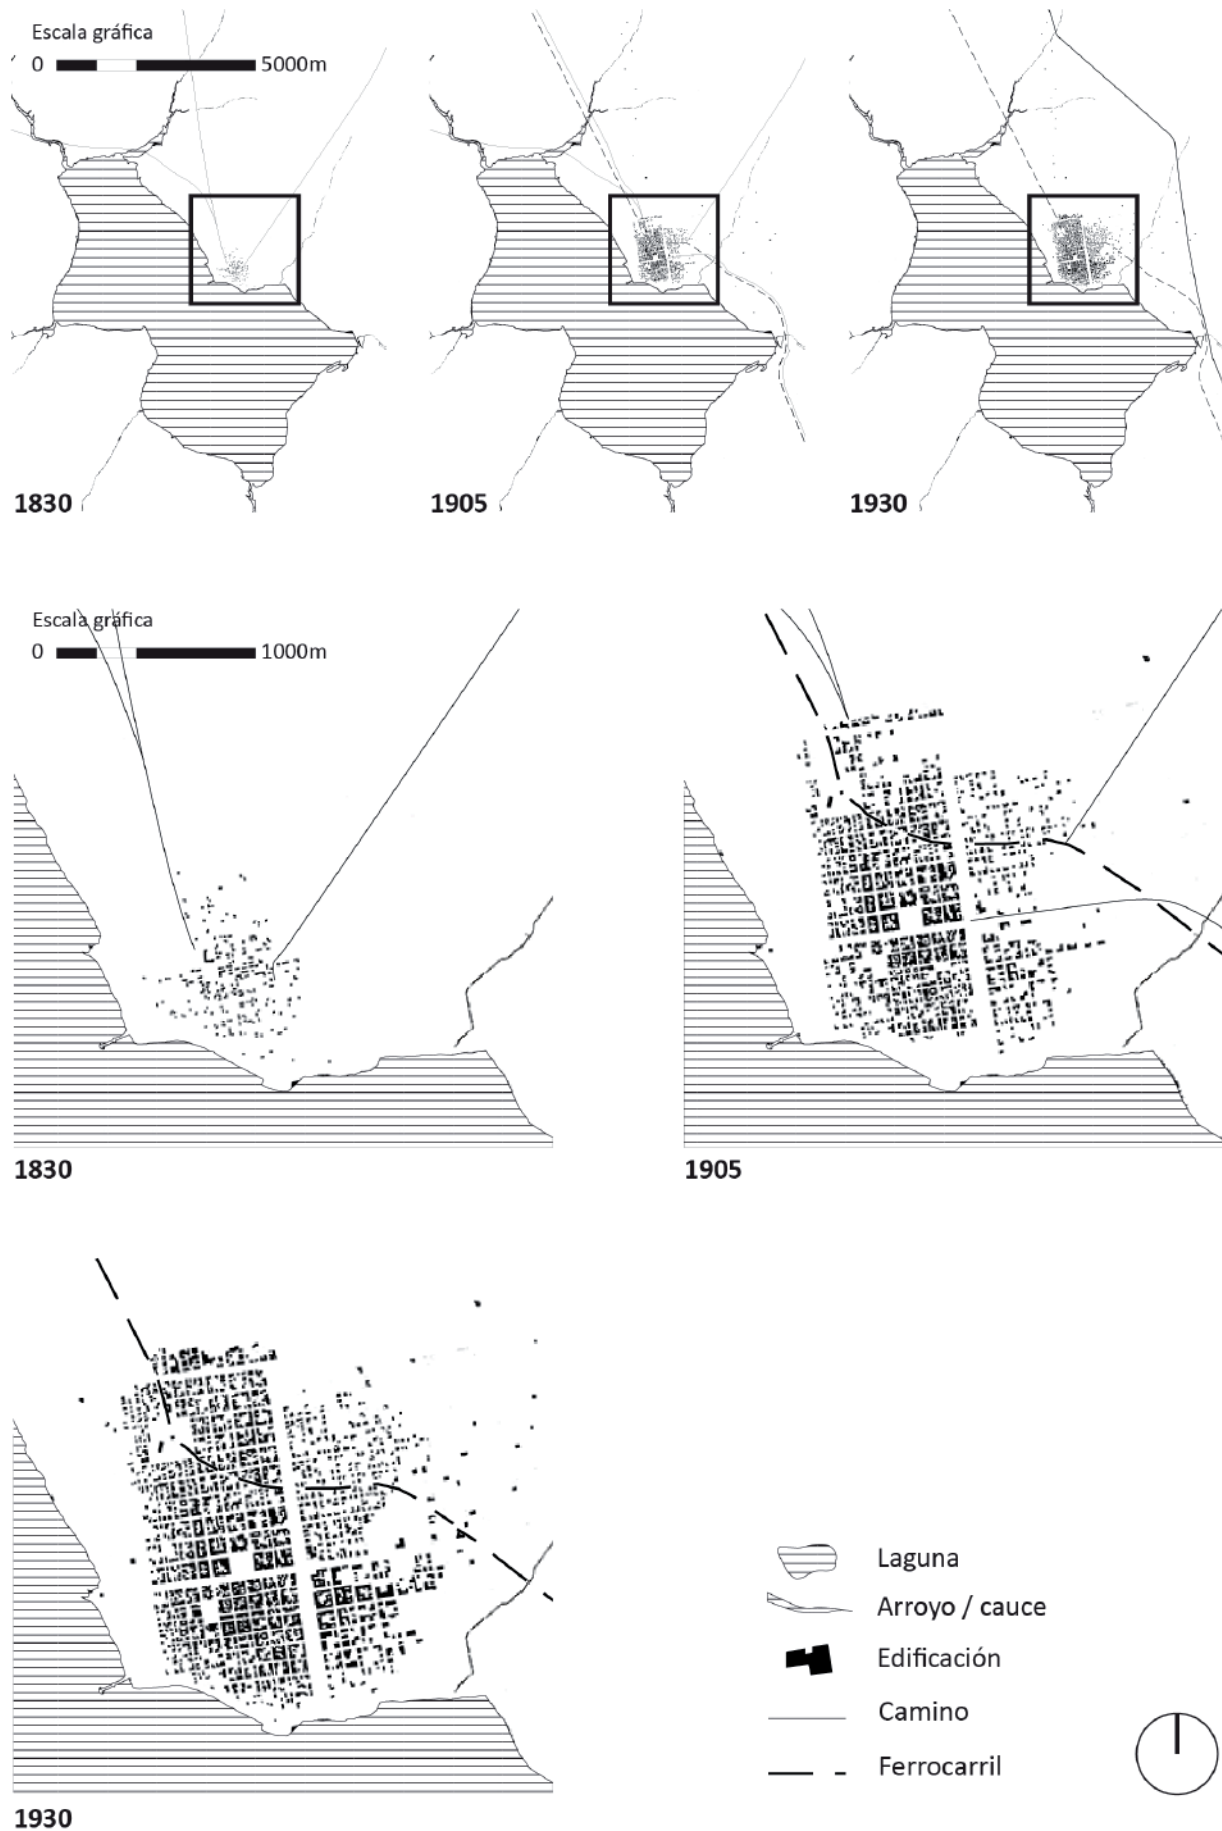 Escala gráfica
0 5000m
1830
1905
1930
Escala gráfica
0 1000m
1830
1905
1930
Laguna
Arroyo / cauce
Edificación
Camino
Ferrocarril